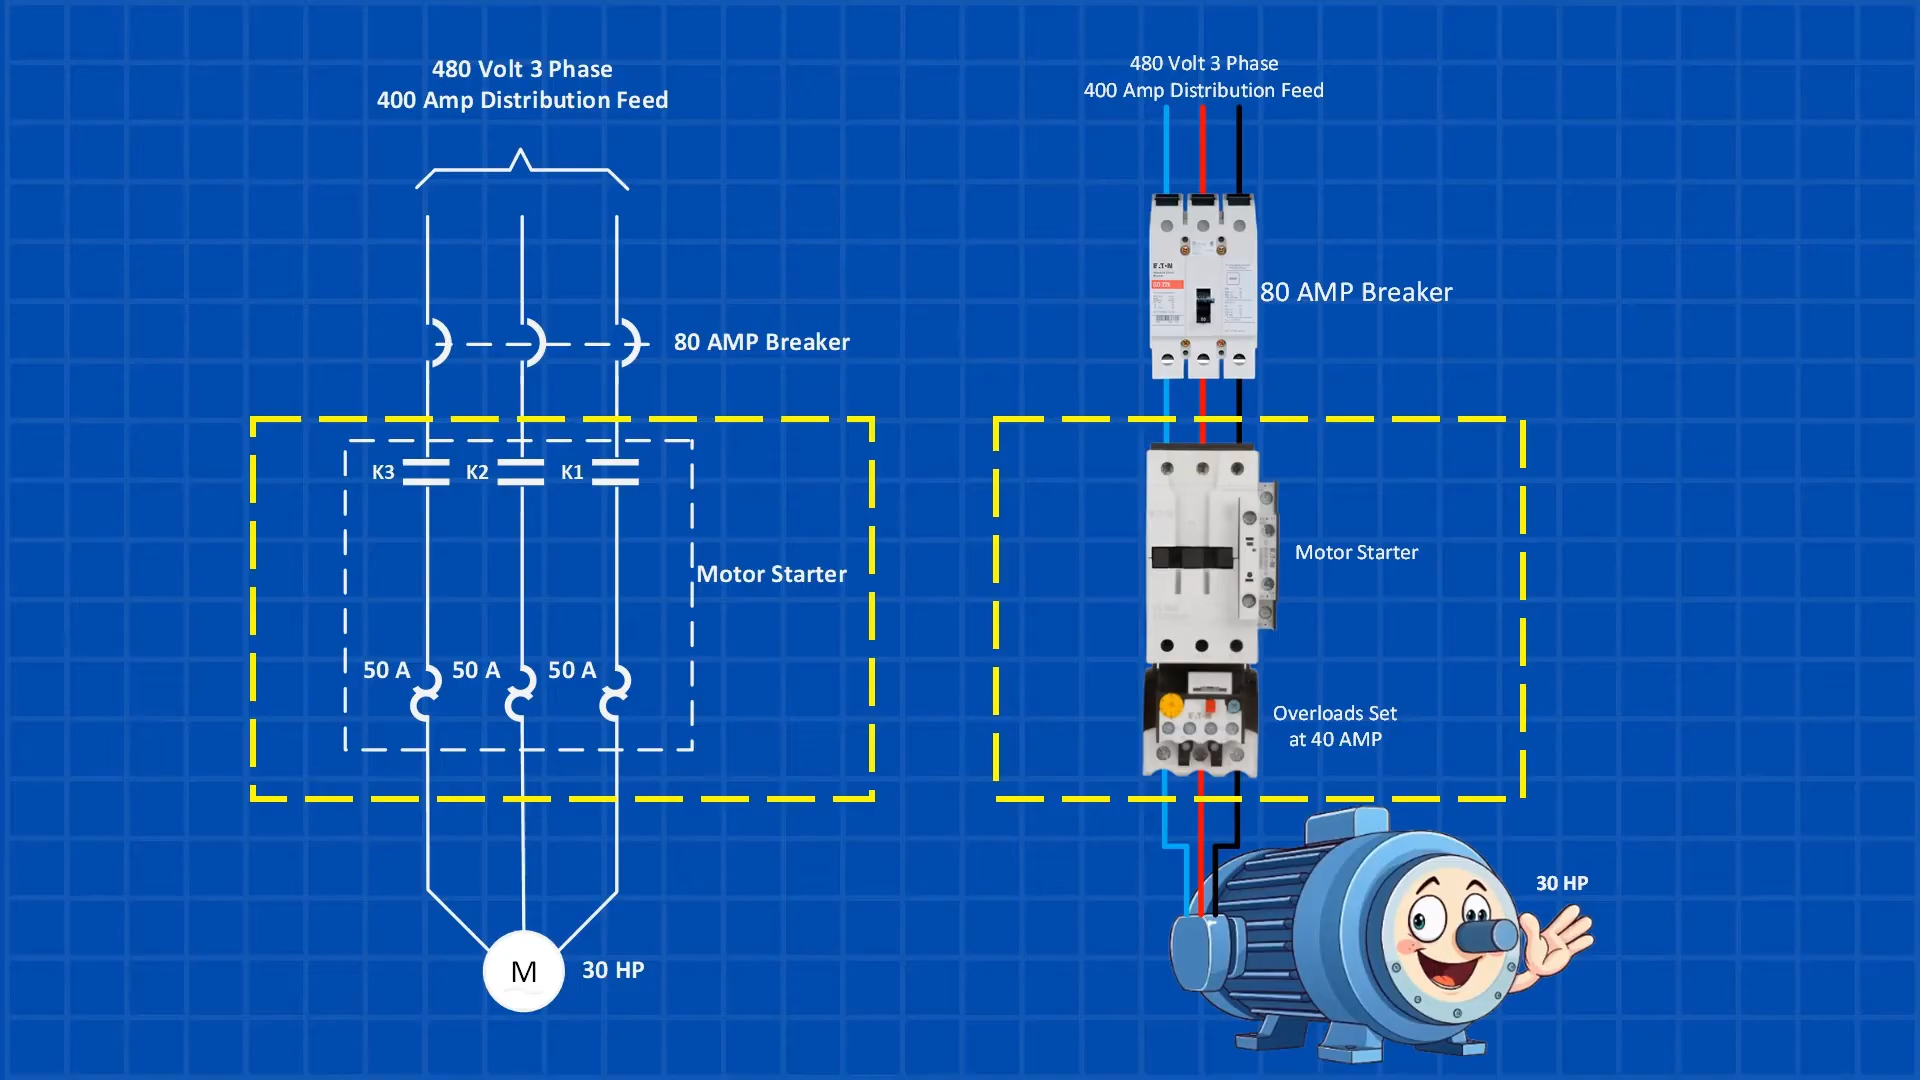 480 Volt 3 Phase
400 Amp Distribution Feed
80 AMP Breaker
K3
K2
K1
Motor Starter
50 A
50 A
50 A
M
30 HP
480 Volt 3 Phase
400 Amp Distribution Feed
E·T·N
80 AMP Breaker
Motor Starter
E·T·N
Overloads Set
at 40 AMP
30 HP